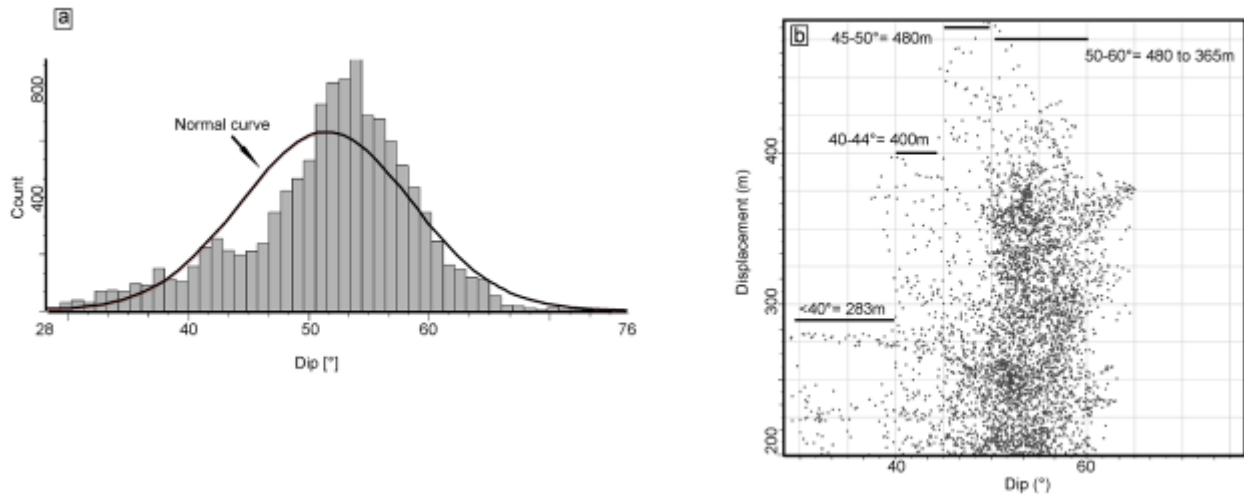 a
800
400
Count
Normal curve
28
40
50
60
76
Dip [°]
b
45-50°= 480m
50-60°= 480 to 365m
40-44°= 400m
<40°= 283m
400
300
200
Displacement (m)
40
60
Dip (°)